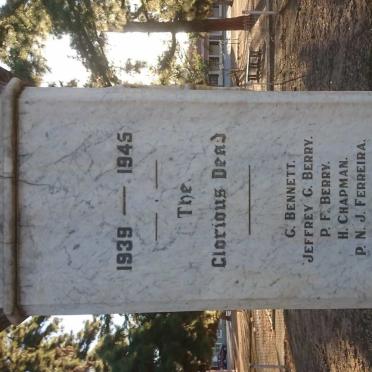 1939 — 1945
The
Glorious Dead
G. BENNETT.
JEFFREY G. BERRY.
P. F. BERRY.
H. CHAPMAN.
P. N. J. FERREIRA.